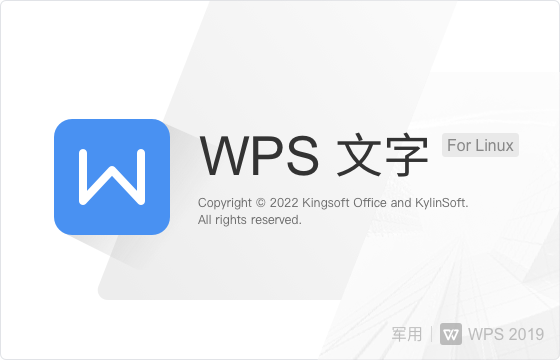 WPS 文字 For Linux
Copyright © 2022 Kingsoft Office and KylinSoft.
All rights reserved.
军用 | WPS 2019